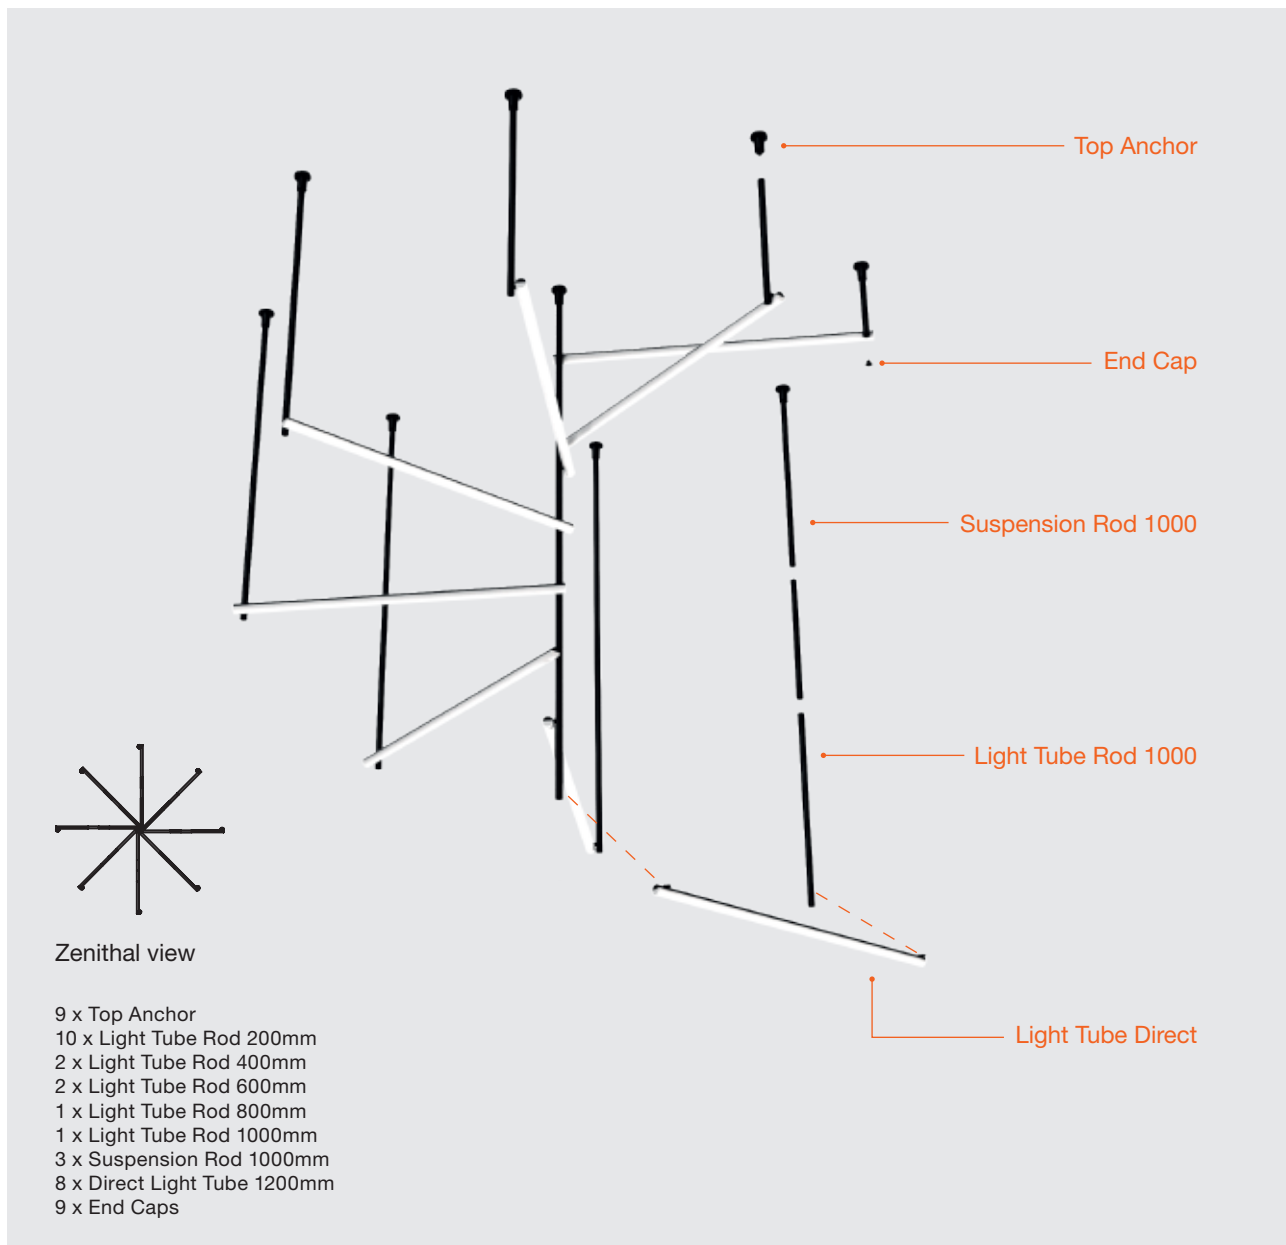 Top Anchor
End Cap
Suspension Rod 1000
Light Tube Rod 1000
Light Tube Direct
Zenithal view
9 x Top Anchor
10 x Light Tube Rod 200mm
2 x Light Tube Rod 400mm
2 x Light Tube Rod 600mm
1 x Light Tube Rod 800mm
1 x Light Tube Rod 1000mm
3 x Suspension Rod 1000mm
8 x Direct Light Tube 1200mm
9 x End Caps